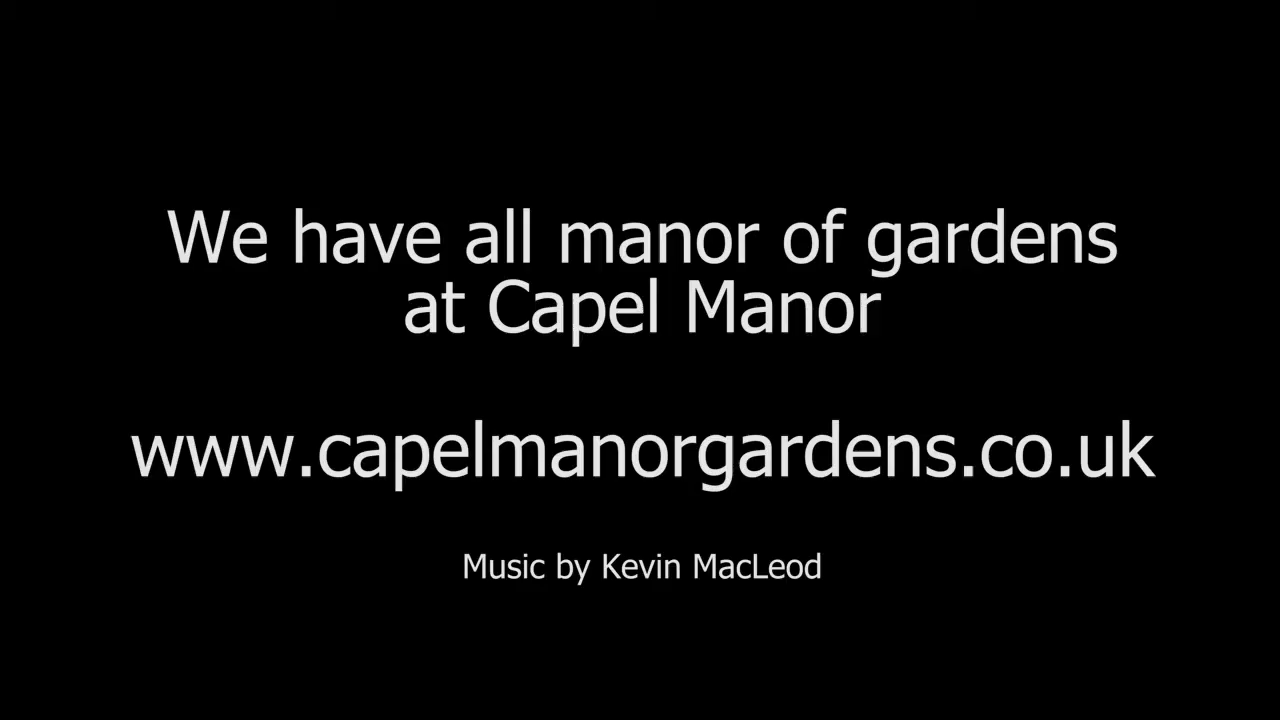 We have all manor of gardens
at Capel Manor
www.capelmanorgardens.co.uk
Music by Kevin MacLeod